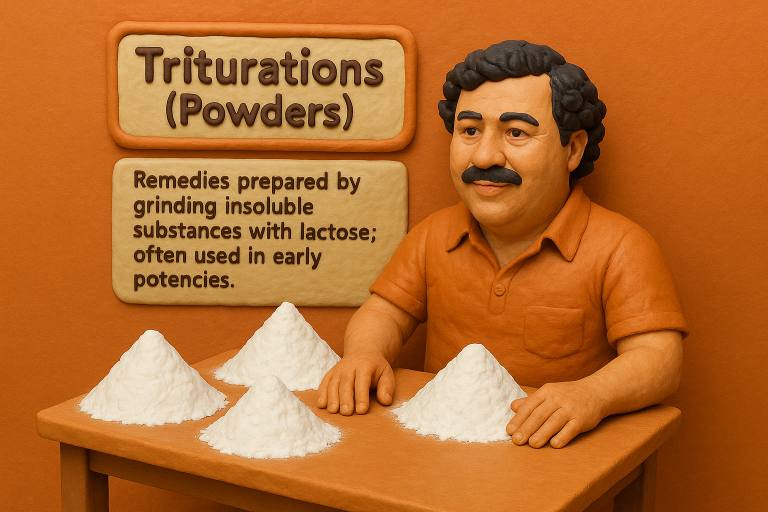 Triturations
(Powders)
Remedies prepared by
grinding insoluble
substances with lactose;
often used in early
potencies.